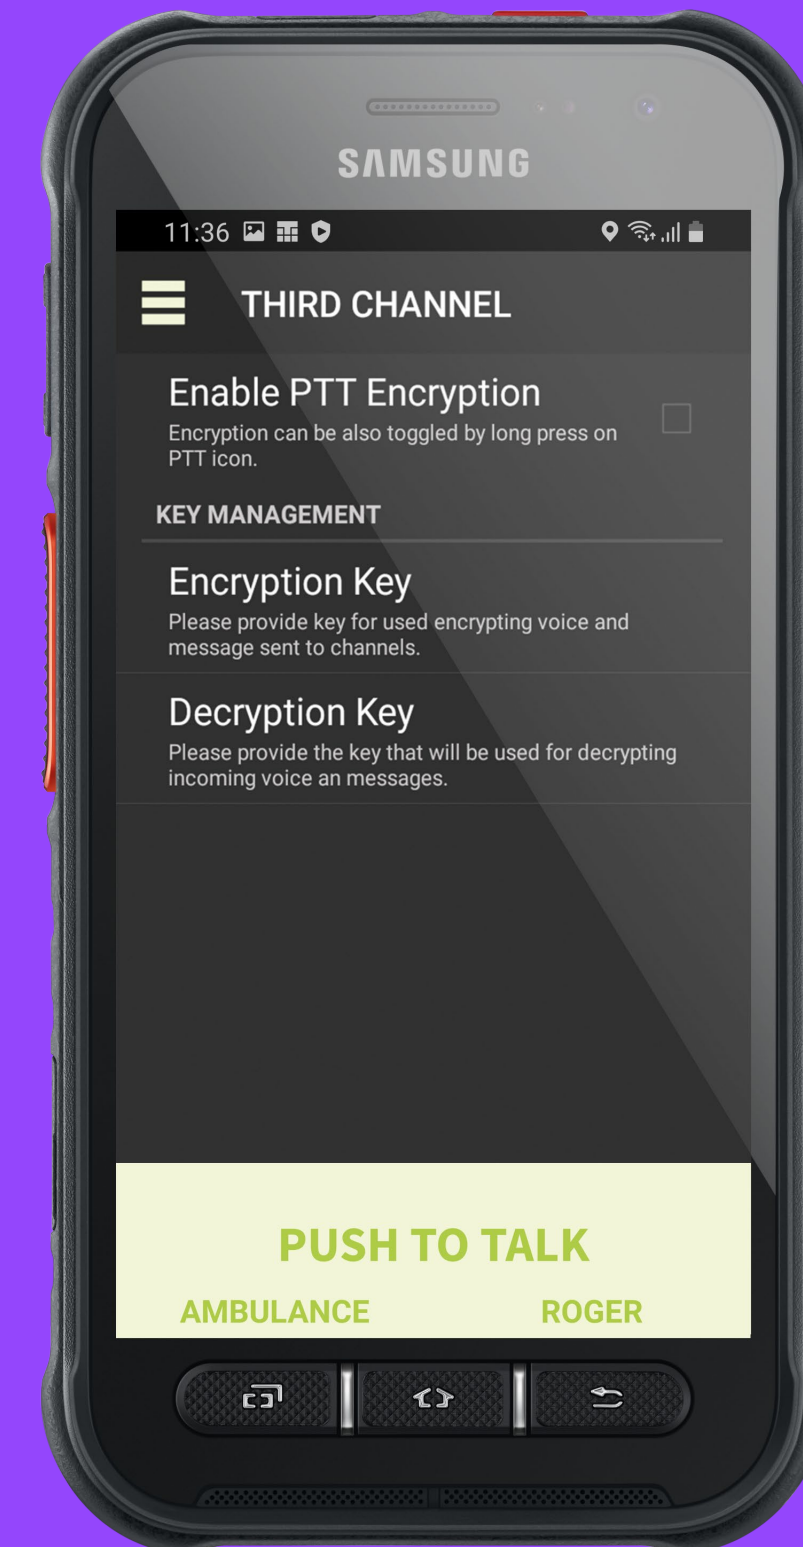 SAMSUNG
11:36
THIRD CHANNEL
Enable PTT Encryption
Encryption can be also toggled by long press on
PTT icon.
KEY MANAGEMENT
Encryption Key
Please provide key for used encrypting voice and
message sent to channels.
Decryption Key
Please provide the key that will be used for decrypting
incoming voice an messages.
PUSH TO TALK
AMBULANCE ROGER